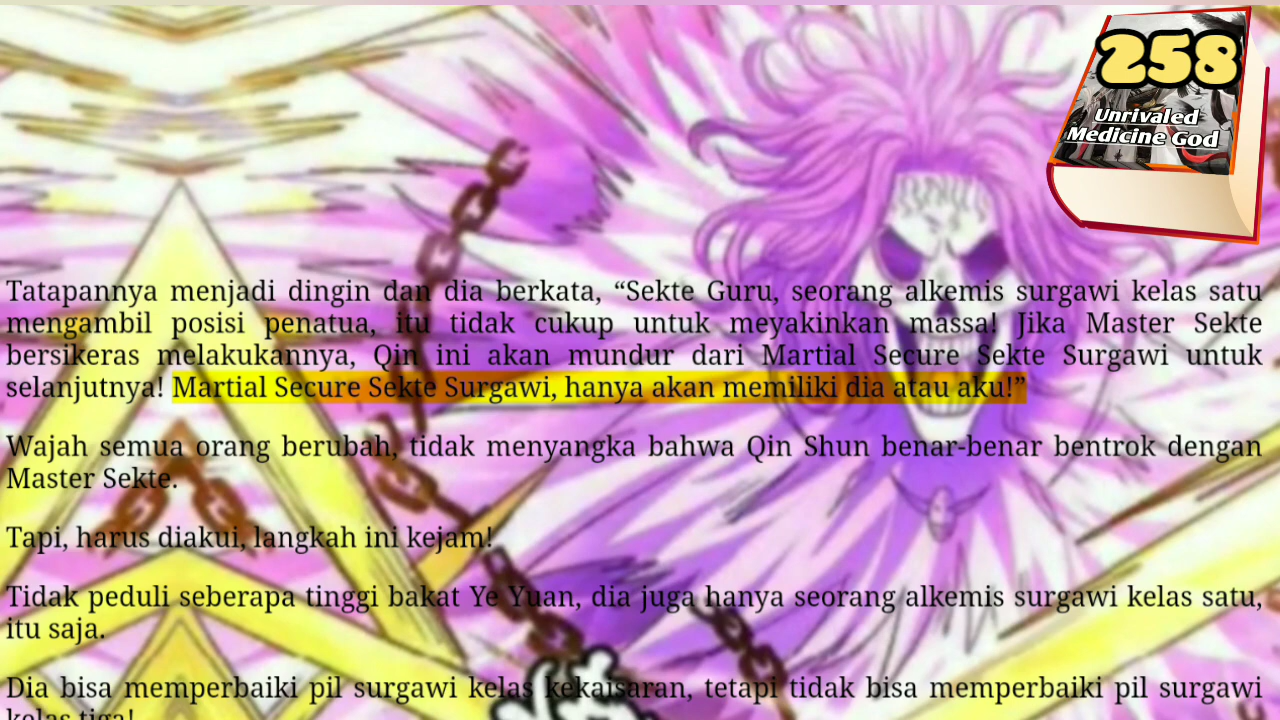 258
Unrivaled
Medicine God
Tatapannya menjadi dingin dan dia berkata, “Sekte Guru, seorang alkemis surgawi kelas satu
mengambil posisi penatua, itu tidak cukup untuk meyakinkan massa! Jika Master Sekte
bersikeras melakukannya, Qin ini akan mundur dari Martial Secure Sekte Surgawi untuk
selanjutnya! Martial Secure Sekte Surgawi, hanya akan memiliki dia atau aku!”
Wajah semua orang berubah, tidak menyangka bahwa Qin Shun benar-benar bentrok dengan
Master Sekte.
Tapi, harus diakui, langkah ini kejam!
Tidak peduli seberapa tinggi bakat Ye Yuan, dia juga hanya seorang alkemis surgawi kelas satu,
itu saja.
Dia bisa memperbaiki pil surgawi kelas kekaisaran, tetapi tidak bisa memperbaiki pil surgawi
kelas tiga!